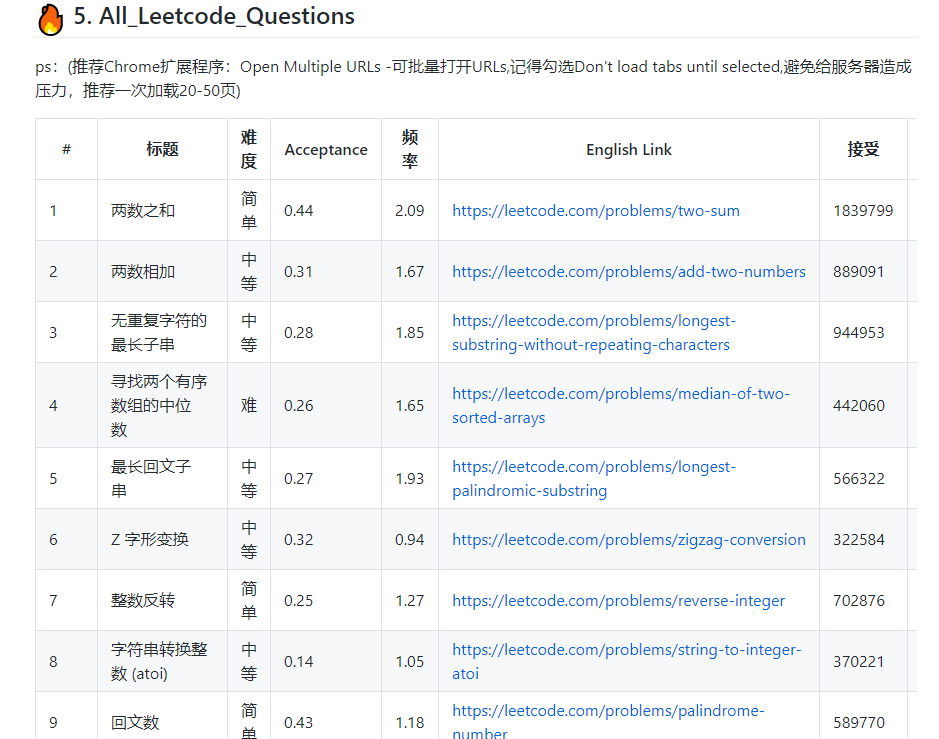 🔥 5. All_Leetcode_Questions
ps：(推荐Chrome扩展程序：Open Multiple URLs -可批量打开URLs,记得勾选Don't load tabs until selected,避免给服务器造成
压力，推荐一次加载20-50页)
# 标题 难度 Acceptance 频率 English Link 接受
1 两数之和 简单 0.44 2.09 https://leetcode.com/problems/two-sum 1839799
2 两数相加 中等 0.31 1.67 https://leetcode.com/problems/add-two-numbers 889091
3 无重复字符的最长子串 中等 0.28 1.85 https://leetcode.com/problems/longest-substring-without-repeating-characters 944953
4 寻找两个有序数组的中位数 难 0.26 1.65 https://leetcode.com/problems/median-of-two-sorted-arrays 442060
5 最长回文子串 中等 0.27 1.93 https://leetcode.com/problems/longest-palindromic-substring 566322
6 Z 字形变换 中等 0.32 0.94 https://leetcode.com/problems/zigzag-conversion 322584
7 整数反转 简单 0.25 1.27 https://leetcode.com/problems/reverse-integer 702876
8 字符串转换整数 (atoi) 中等 0.14 1.05 https://leetcode.com/problems/string-to-integer-atoi 370221
9 回文数 简单 0.43 1.18 https://leetcode.com/problems/palindrome-number 589770